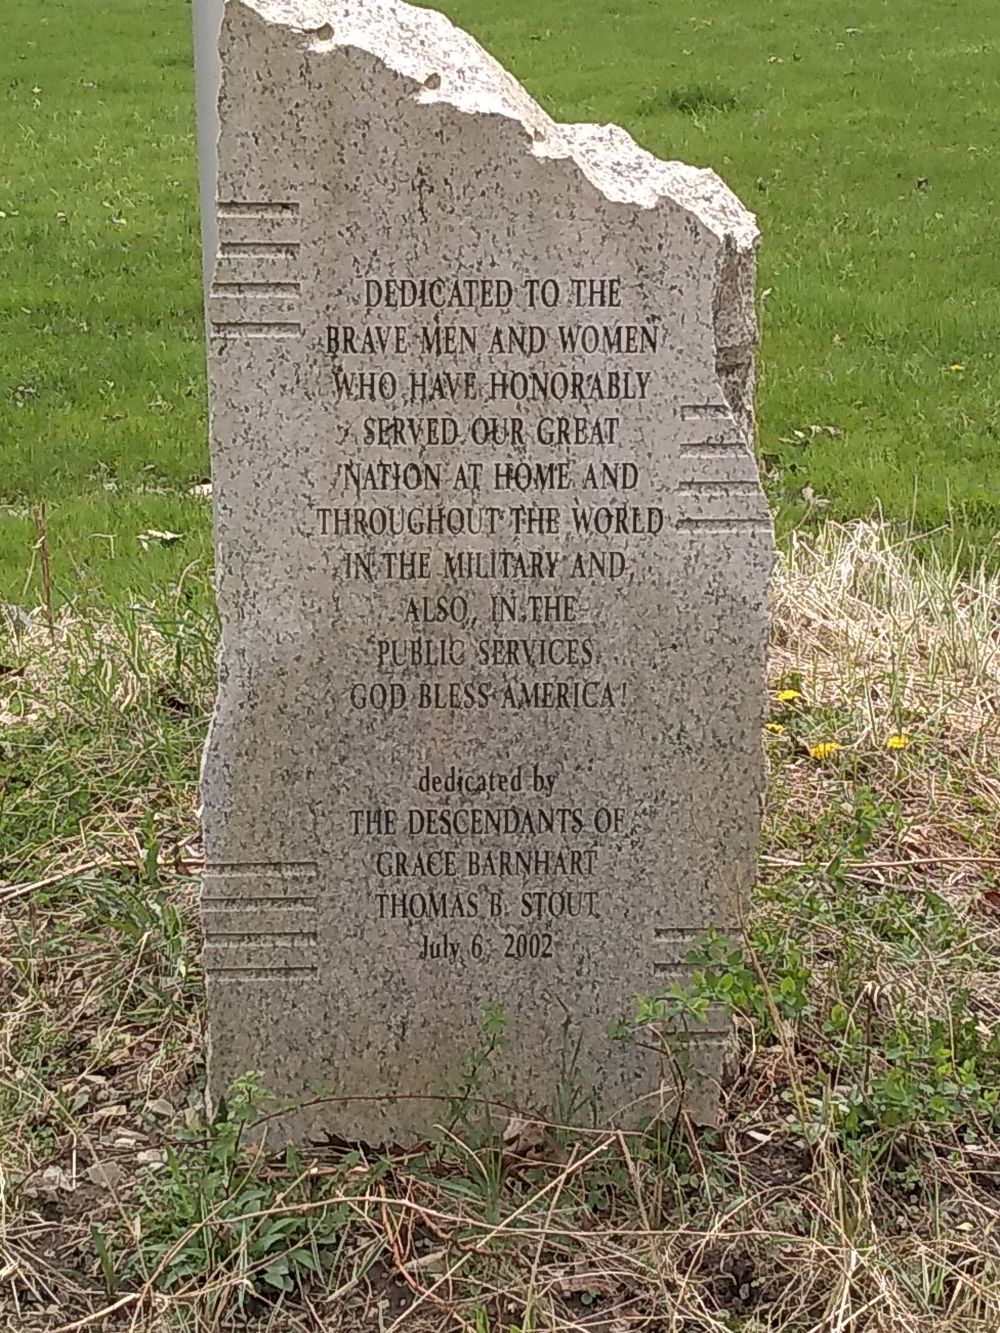 DEDICATED TO THE
BRAVE MEN AND WOMEN
WHO HAVE HONORABLY
SERVED OUR GREAT
NATION AT HOME AND
THROUGHOUT THE WORLD
IN THE MILITARY AND
ALSO, IN THE
PUBLIC SERVICES
GOD BLESS AMERICA!
dedicated by
THE DESCENDANTS OF
GRACE BARNHART
THOMAS B. STOUT
July 6, 2002